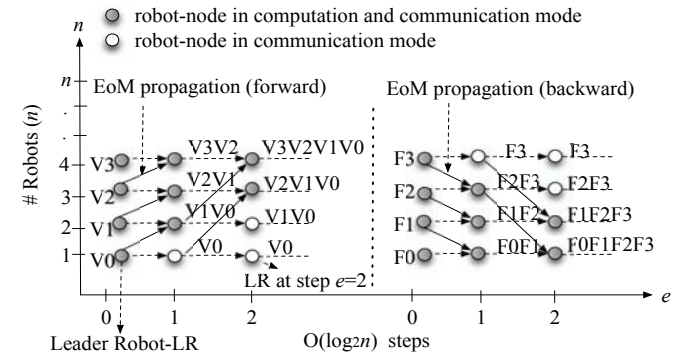 robot-node in computation and communication mode
robot-node in communication mode
n
n
EoM propagation (forward)
EoM propagation (backward)
# Robots (n)
4
3
2
1
V3 V3V2 V3V2V1V0
V2 V2V1 V2V1V0
V1 V1V0 V1V0
V0 V0 V0
F3 F3 F3
F2 F2F3 F2F3
F1 F1F2 F1F2F3
F0 F0F1 F0F1F2F3
LR at step e=2
0 1 2
0 1 2
e
Leader Robot-LR
O(log2n) steps